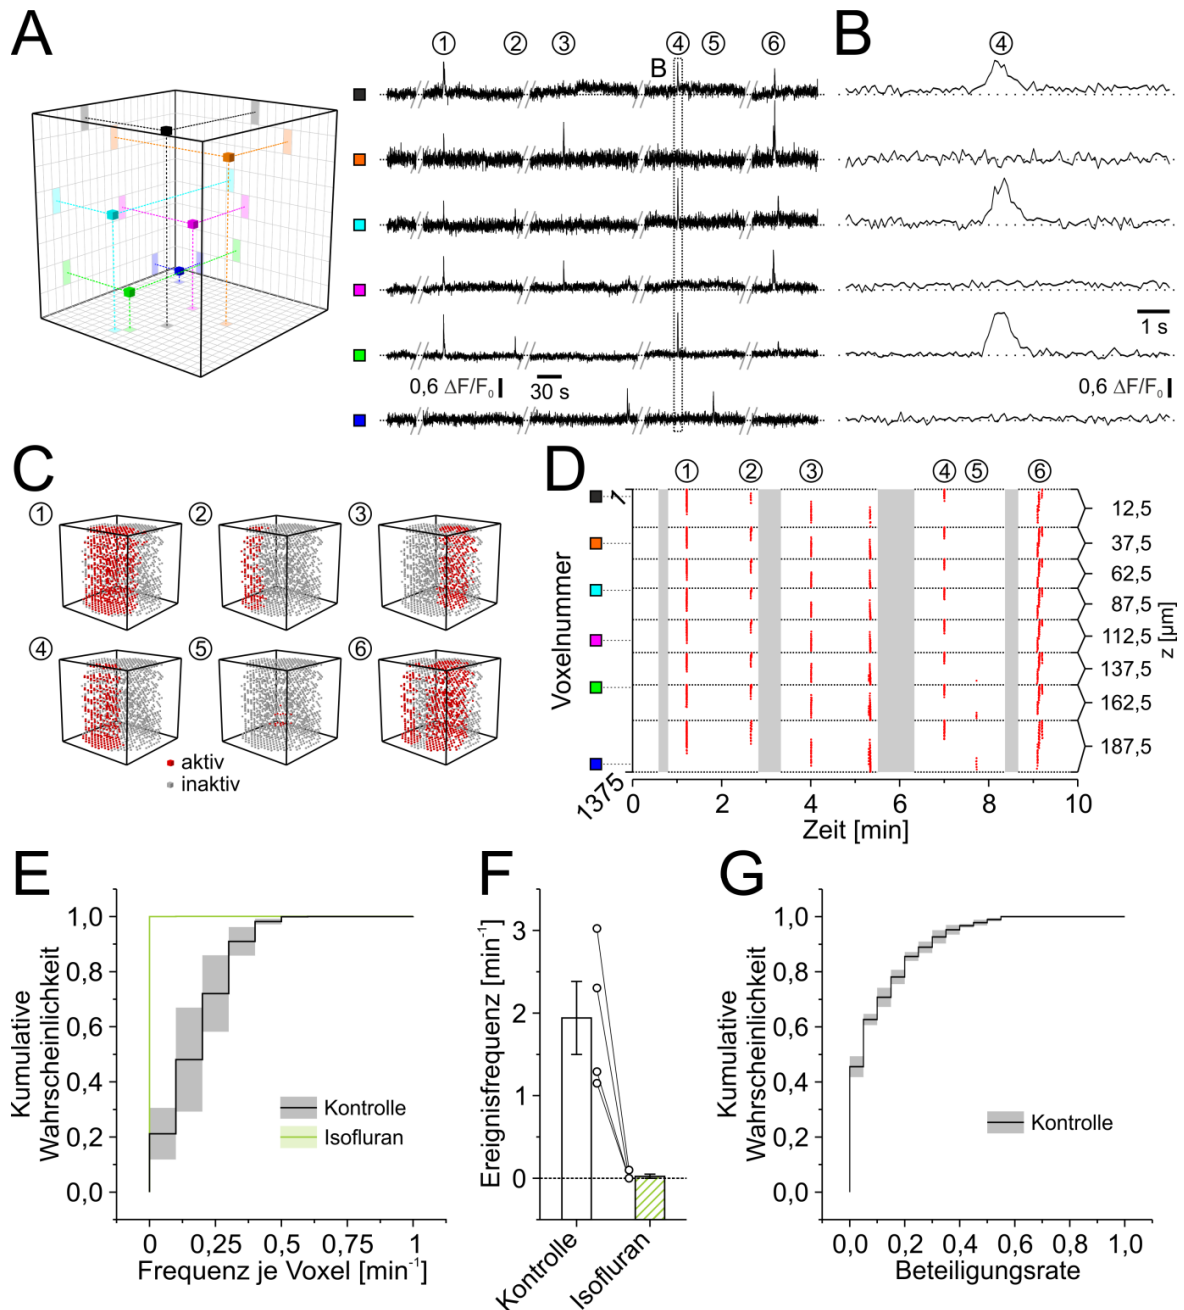 A
① ② ③ ④ ⑤ ⑥
B
B
④
0,6 ΔF/F₀
30 s
1 s
0,6 ΔF/F₀
C
① ② ③
④ ⑤ ⑥
aktiv
inaktiv
D
① ② ③ ④ ⑤ ⑥
Voxelnummer
1
1375
12,5
37,5
62,5
87,5
112,5
137,5
162,5
187,5
z [µm]
0 2 4 6 8 10
Zeit [min]
E
Kumulative
Wahrscheinlichkeit
1,0
0,8
0,6
0,4
0,2
0,0
Kontrolle
Isofluran
0 0,25 0,5 0,75 1
Frequenz je Voxel [min⁻¹]
F
Ereignisfrequenz [min⁻¹]
3
2
1
0
Kontrolle
Isofluran
G
Kumulative
Wahrscheinlichkeit
1,0
0,8
0,6
0,4
0,2
0,0
Kontrolle
0,0 0,2 0,4 0,6 0,8 1,0
Beteiligungsrate